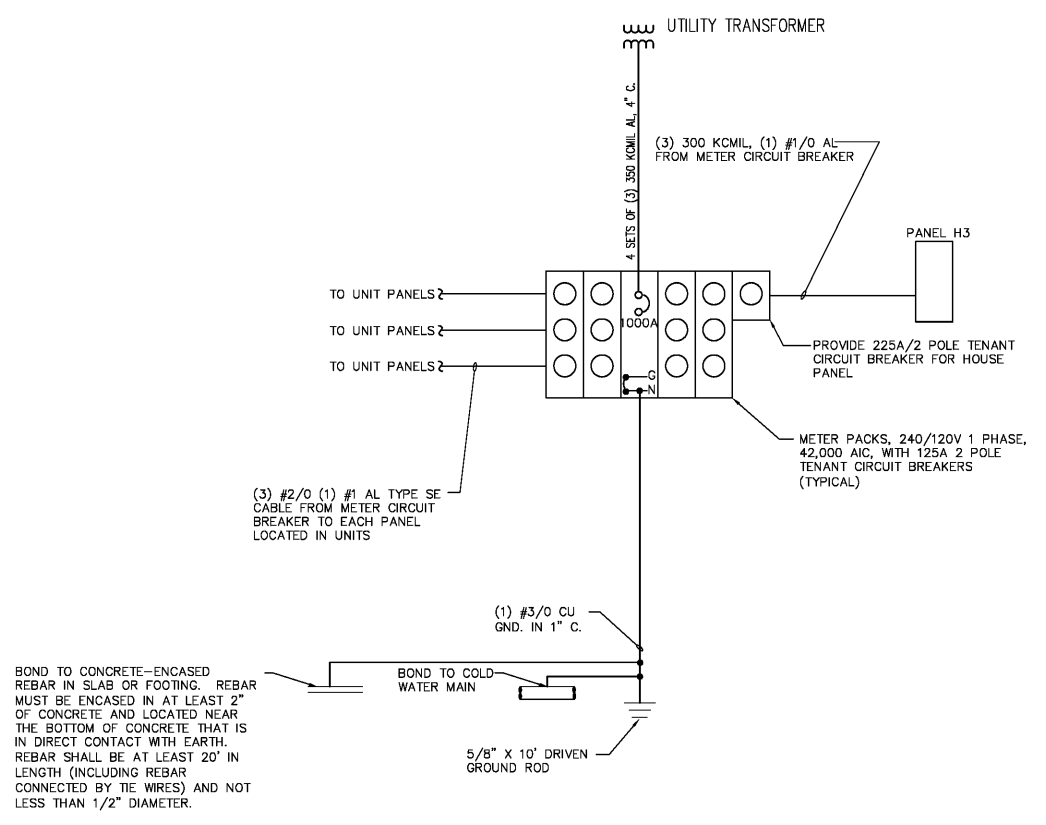 UTILITY TRANSFORMER
4 SETS OF (3) 350 KCMIL AL, 4" C.
(3) 300 KCMIL, (1) #1/0 AL
FROM METER CIRCUIT BREAKER
PANEL H3
TO UNIT PANELS
TO UNIT PANELS
TO UNIT PANELS
1000A
G
N
PROVIDE 225A/2 POLE TENANT
CIRCUIT BREAKER FOR HOUSE
PANEL
METER PACKS, 240/120V 1 PHASE,
42,000 AIC, WITH 125A 2 POLE
TENANT CIRCUIT BREAKERS
(TYPICAL)
(3) #2/0 (1) #1 AL TYPE SE
CABLE FROM METER CIRCUIT
BREAKER TO EACH PANEL
LOCATED IN UNITS
(1) #3/0 CU
GND. IN 1" C.
BOND TO CONCRETE-ENCASED
REBAR IN SLAB OR FOOTING. REBAR
MUST BE ENCASED IN AT LEAST 2"
OF CONCRETE AND LOCATED NEAR
THE BOTTOM OF CONCRETE THAT IS
IN DIRECT CONTACT WITH EARTH.
REBAR SHALL BE AT LEAST 20' IN
LENGTH (INCLUDING REBAR
CONNECTED BY TIE WIRES) AND NOT
LESS THAN 1/2" DIAMETER.
BOND TO COLD
WATER MAIN
5/8" X 10' DRIVEN
GROUND ROD